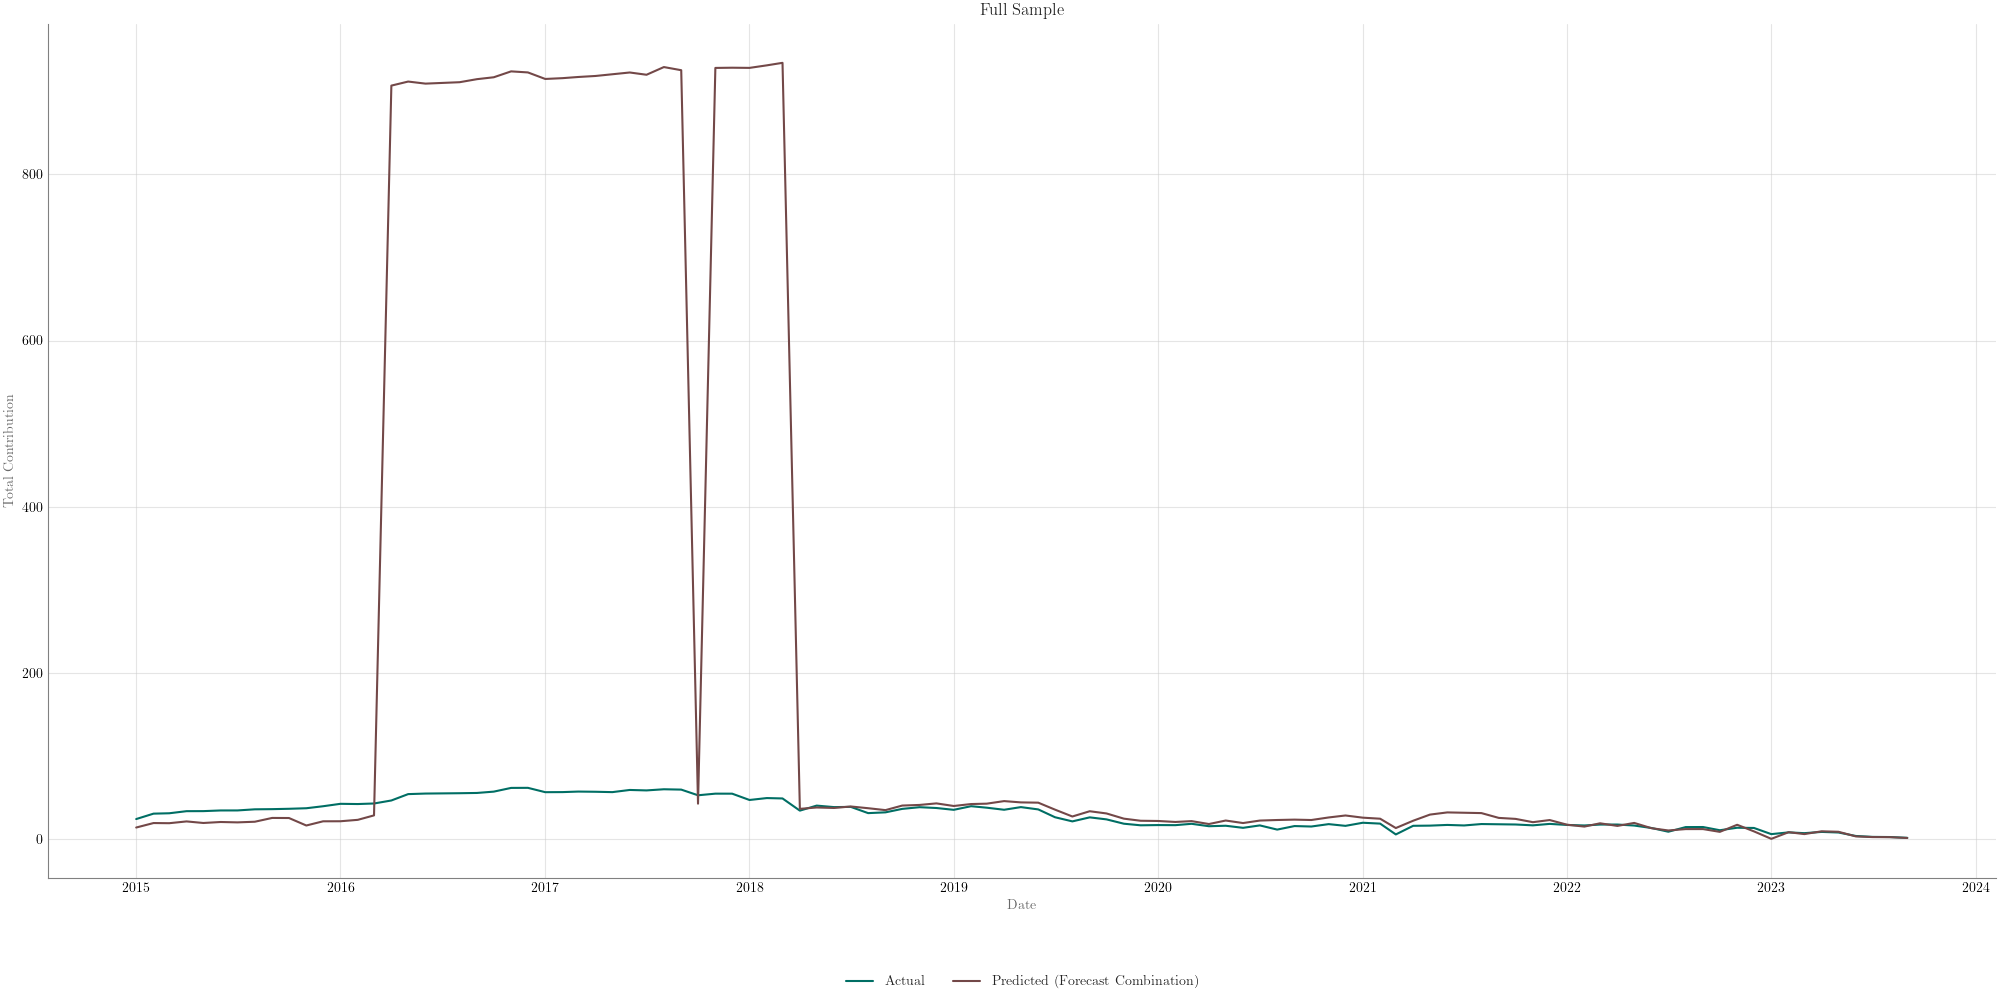 Full Sample
Total Contribution
800
600
400
200
0
2015 2016 2017 2018 2019 2020 2021 2022 2023 2024
Date
Actual Predicted (Forecast Combination)